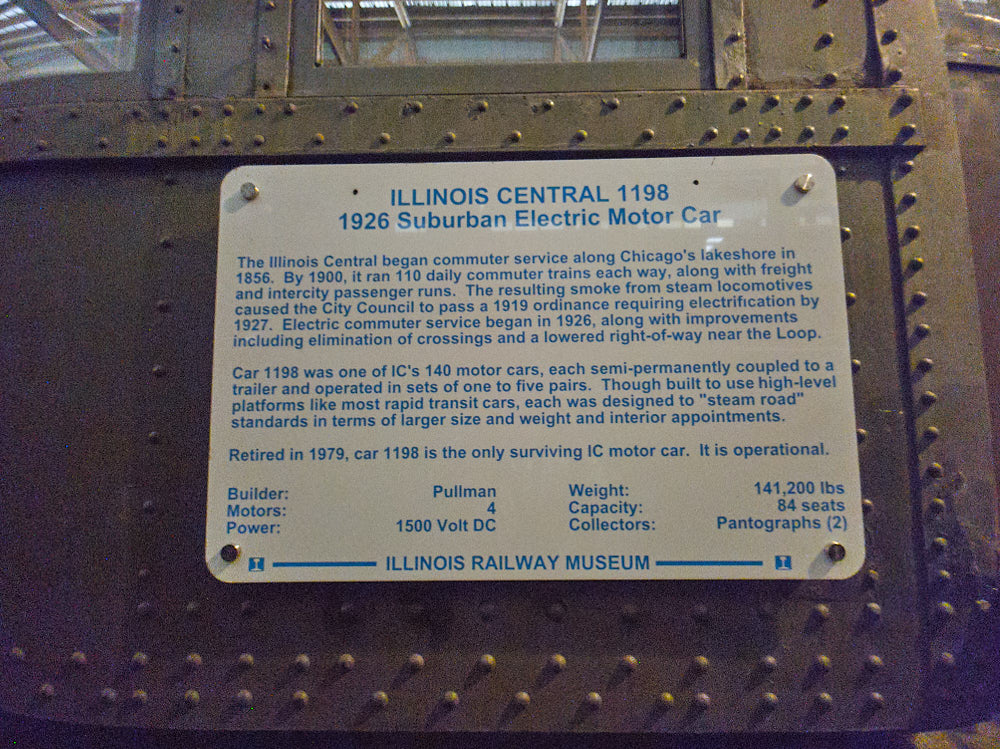 ILLINOIS CENTRAL 1198
1926 Suburban Electric Motor Car
The Illinois Central began commuter service along Chicago's lakeshore in
1856. By 1900, it ran 110 daily commuter trains each way, along with freight
and intercity passenger runs. The resulting smoke from steam locomotives
caused the City Council to pass a 1919 ordinance requiring electrification by
1927. Electric commuter service began in 1926, along with improvements
including elimination of crossings and a lowered right-of-way near the Loop.
Car 1198 was one of IC's 140 motor cars, each semi-permanently coupled to a
trailer and operated in sets of one to five pairs. Though built to use high-level
platforms like most rapid transit cars, each was designed to "steam road"
standards in terms of larger size and weight and interior appointments.
Retired in 1979, car 1198 is the only surviving IC motor car. It is operational.
Builder: Pullman Weight: 141,200 lbs
Motors: 4 Capacity: 84 seats
Power: 1500 Volt DC Collectors: Pantographs (2)
I ILLINOIS RAILWAY MUSEUM I